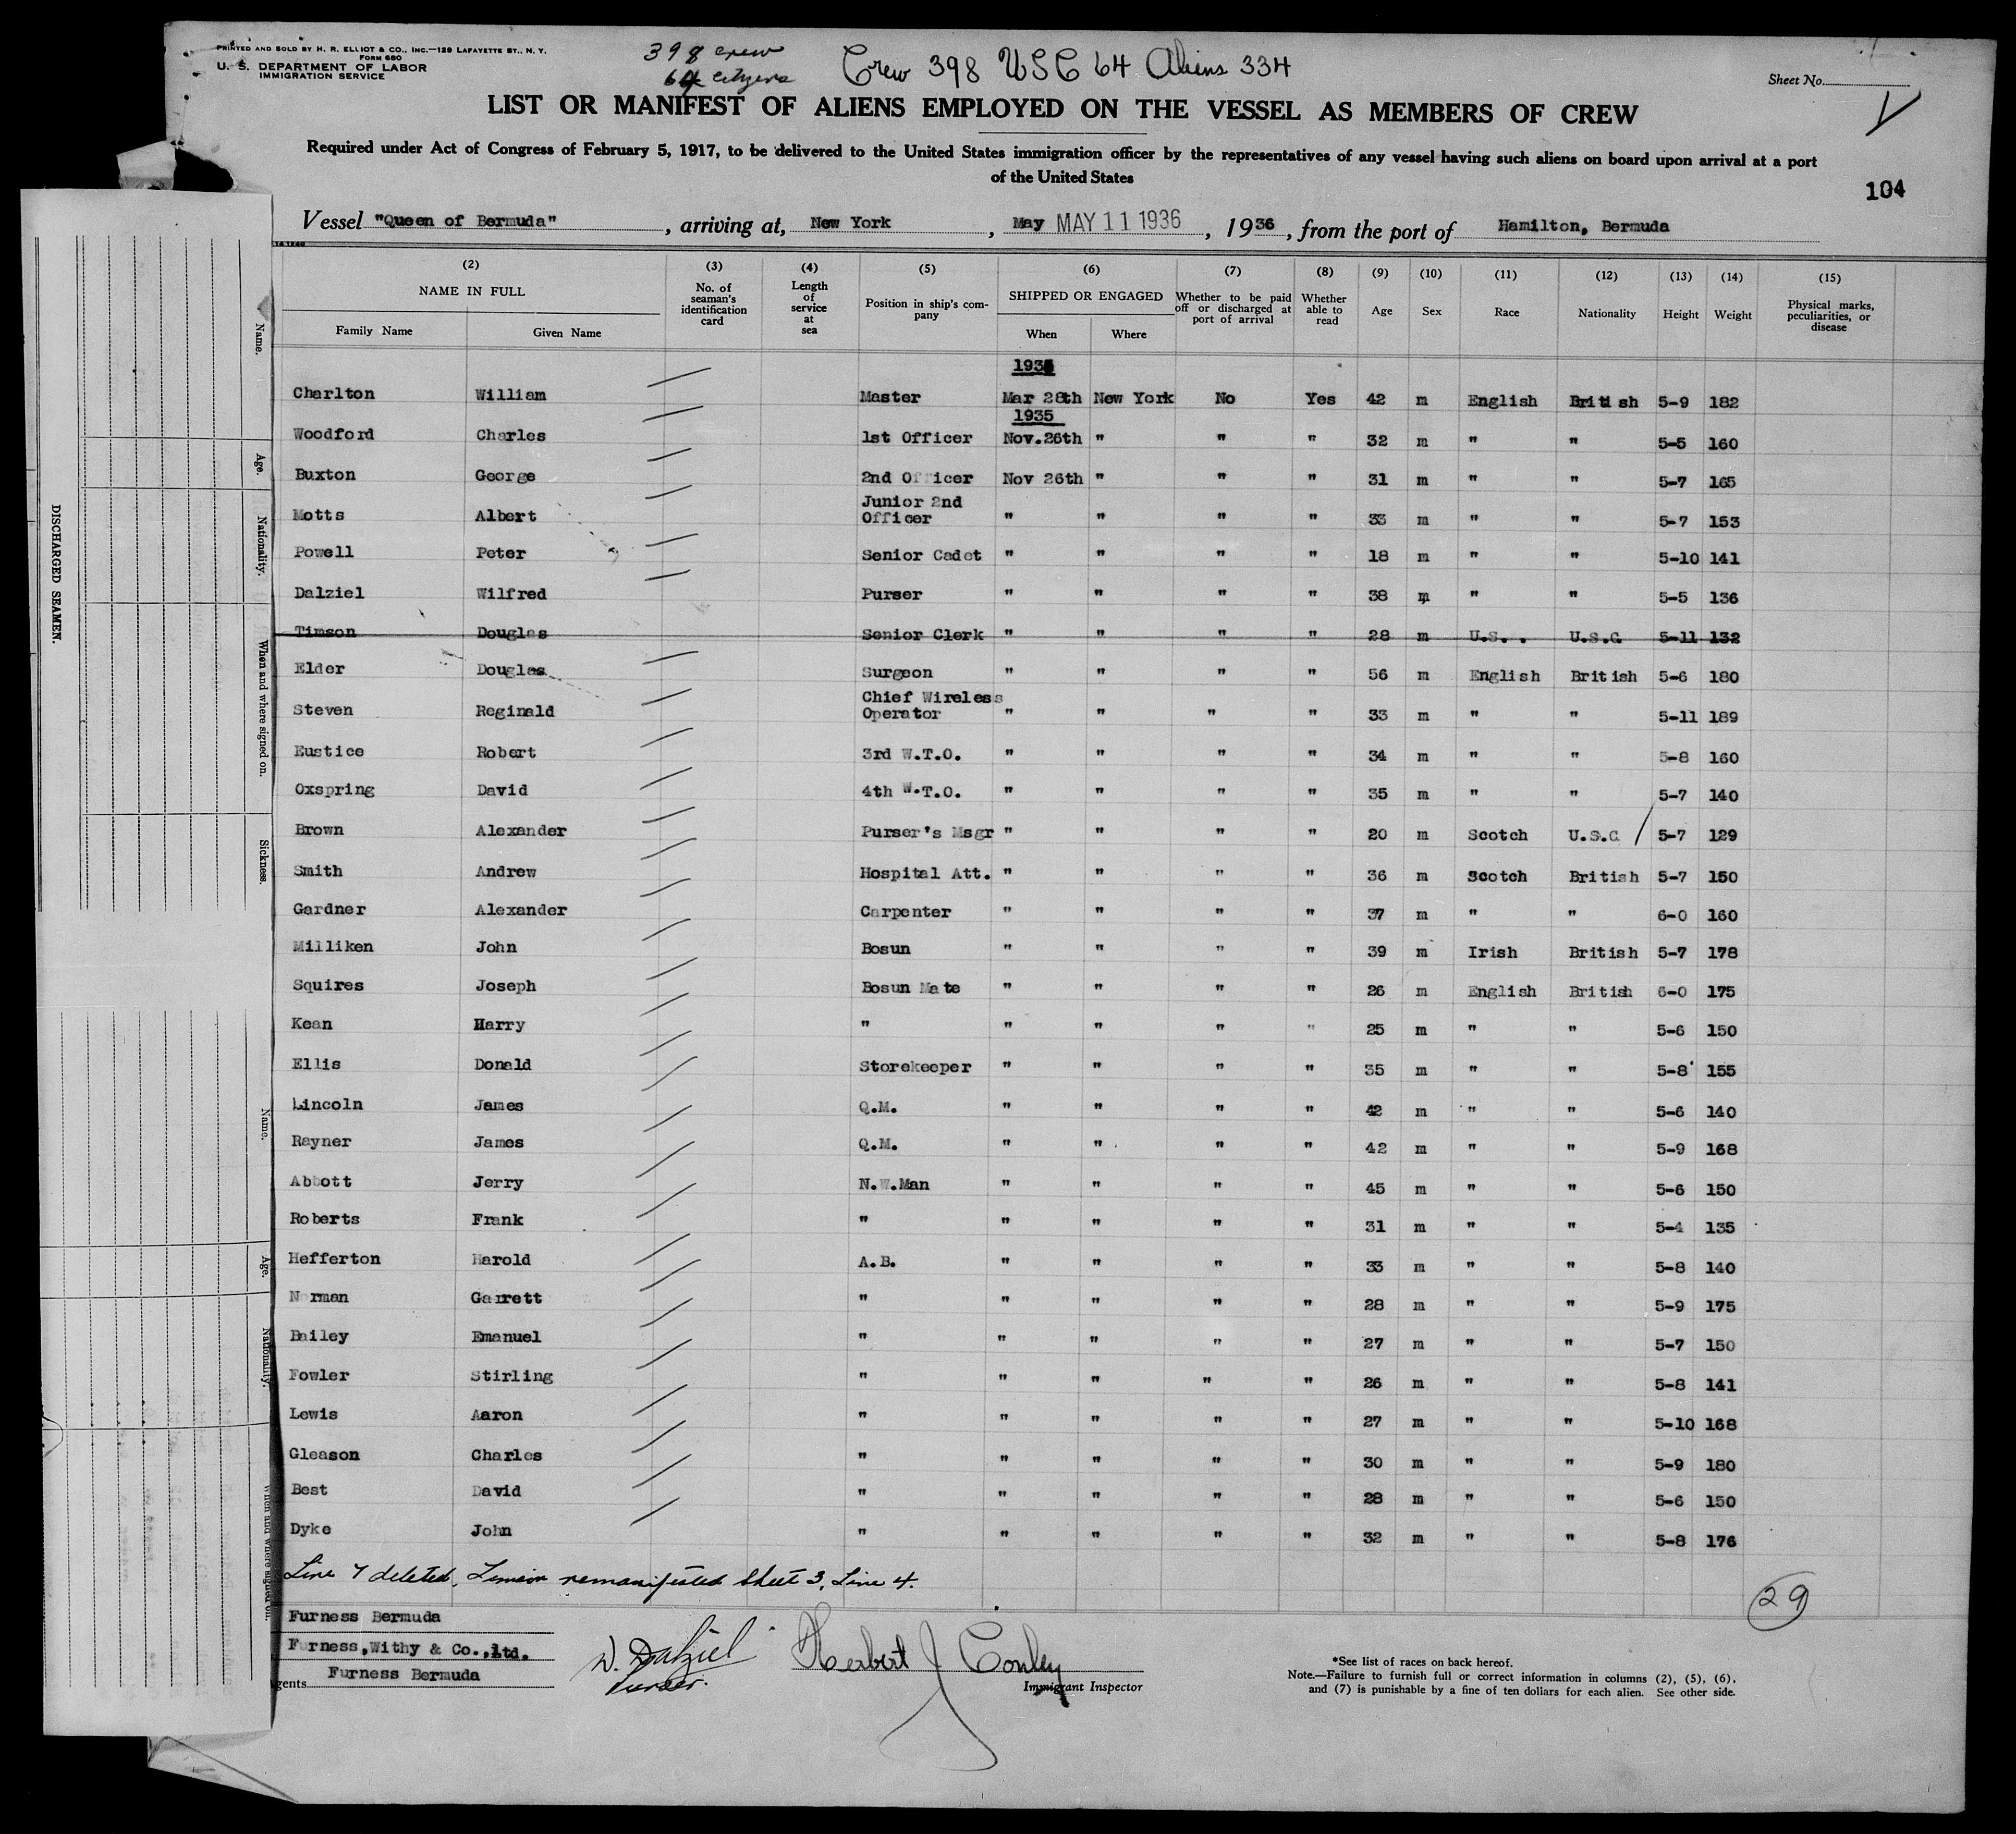 PRINTED AND SOLD BY H. R. ELLIOT & CO., INC.—129 LAFAYETTE ST., N. Y.
FORM 680
U. S. DEPARTMENT OF LABOR
IMMIGRATION SERVICE
398 crew
64 citizens
Crew 398 USC 64 Aliens 334
Sheet No.
LIST OR MANIFEST OF ALIENS EMPLOYED ON THE VESSEL AS MEMBERS OF CREW
Required under Act of Congress of February 5, 1917, to be delivered to the United States immigration officer by the representatives of any vessel having such aliens on board upon arrival at a port
of the United States
104
Vessel "Queen of Bermuda", arriving at, New York, May MAY 11 1936, 1936, from the port of Hamilton, Bermuda
(2) (3) (4) (5) (6) (7) (8) (9) (10) (11) (12) (13) (14) (15)
NAME IN FULL
Family Name Given Name
No. of seaman's identification card
Length of service at sea
Position in ship's company
SHIPPED OR ENGAGED
When Where
Whether to be paid off or discharged at port of arrival
Whether able to read
Age Sex Race Nationality Height Weight
Physical marks, peculiarities, or disease
193
Charlton William Master Mar 28th New York No Yes 42 m English British 5-9 182
1935
Woodford Charles 1st Officer Nov.26th " " " 32 m " " 5-5 160
Buxton George 2nd Officer Nov 26th " " " 31 m " " 5-7 165
Motts Albert Junior 2nd Officer " " " " 33 m " " 5-7 153
Powell Peter Senior Cadet " " " " 18 m " " 5-10 141
Dalziel Wilfred Purser " " " " 38 m " " 5-5 136
Timson Douglas Senior Clerk " " " " 28 m U.S. . U.S.C 5-11 132
Elder Douglas Surgeon " " " " 56 m English British 5-6 180
Steven Reginald Chief Wireless Operator " " " " 33 m " " 5-11 189
Eustice Robert 3rd W.T.O. " " " " 34 m " " 5-8 160
Oxspring David 4th W.T.O. " " " " 35 m " " 5-7 140
Brown Alexander Purser's Msgr " " " " 20 m Scotch U.S.C 5-7 129
Smith Andrew Hospital Att. " " " " 36 m Scotch British 5-7 150
Gardner Alexander Carpenter " " " " 37 m " " 6-0 160
Milliken John Bosun " " " " 39 m Irish British 5-7 178
Squires Joseph Bosun Mate " " " " 26 m English British 6-0 175
Kean Harry " " " " " 25 m " " 5-6 150
Ellis Donald Storekeeper " " " " 35 m " " 5-8 155
Lincoln James Q.M. " " " " 42 m " " 5-6 140
Rayner James Q.M. " " " " 42 m " " 5-9 168
Abbott Jerry N.W.Man " " " " 45 m " " 5-6 150
Roberts Frank " " " " " 31 m " " 5-4 135
Hefferton Harold A.B. " " " " 33 m " " 5-8 140
Norman Garrett " " " " " 28 m " " 5-9 175
Bailey Emanuel " " " " " 27 m " " 5-7 150
Fowler Stirling " " " " " 26 m " " 5-8 141
Lewis Aaron " " " " " 27 m " " 5-10 168
Gleason Charles " " " " " 30 m " " 5-9 180
Best David " " " " " 28 m " " 5-6 150
Dyke John " " " " " 32 m " " 5-8 176
Line 7 deleted, Timson remanifested Sheet 3, Line 4.
29
Furness Bermuda
Furness,Withy & Co.,ltd.
Furness Bermuda
gents
W. Dalziel
Purser.
Herbert J Conley
Immigrant Inspector
*See list of races on back hereof.
Note.—Failure to furnish full or correct information in columns (2), (5), (6),
and (7) is punishable by a fine of ten dollars for each alien. See other side.
DISCHARGED SEAMEN.
Name.
Age.
Nationality.
When and where signed on.
Sickness.
Name.
Age.
Nationality.
When and where signed on.